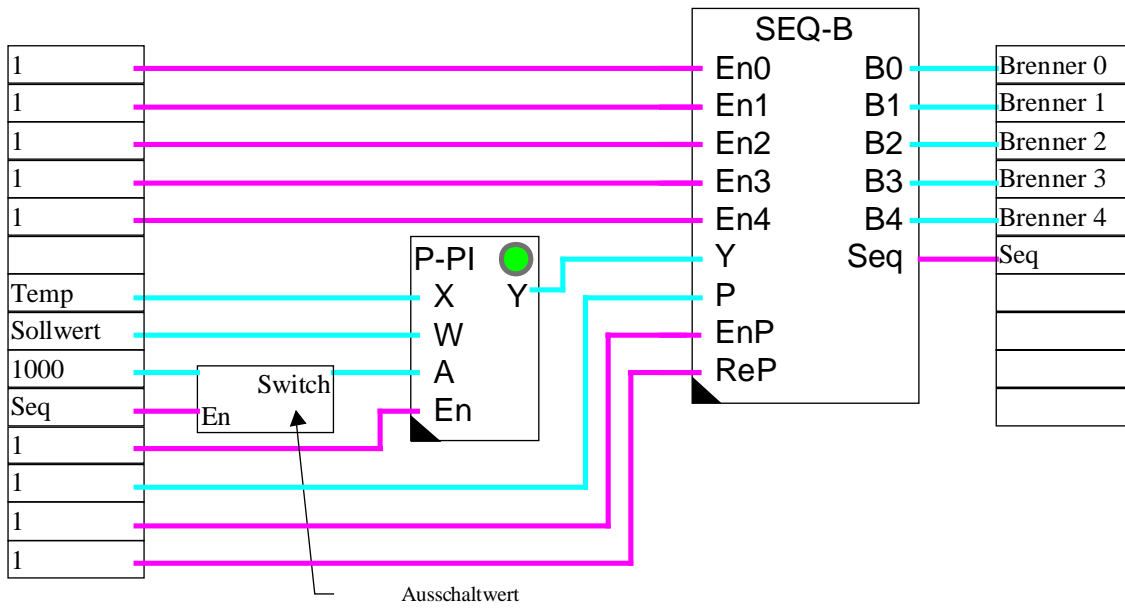 SEQ-B
1
En0 B0
Brenner 0
1
En1 B1
Brenner 1
1
En2 B2
Brenner 2
1
En3 B3
Brenner 3
1
En4 B4
Brenner 4
P-PI
Y Seq
Seq
Temp
X Y
P
Sollwert
W
EnP
1000
Switch
A
ReP
Seq
En
En
1
1
1
1
Ausschaltwert